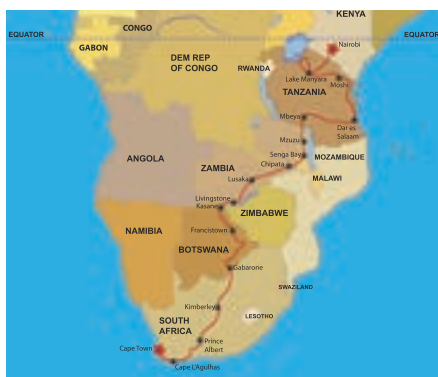 CONGO
KENYA
EQUATOR
EQUATOR
GABON
Nairobi
DEM REP
OF CONGO
RWANDA
Lake Manyara
Moshi
TANZANIA
Mbeya
Dar es
Salaam
Mzuzu
ANGOLA
Senga Bay
MOZAMBIQUE
ZAMBIA
Chipata
MALAWI
Lusaka
Livingstone
Kasane
ZIMBABWE
NAMIBIA
Francistown
BOTSWANA
Gabarone
SWAZILAND
Kimberley
LESOTHO
SOUTH
AFRICA
Prince
Albert
Cape Town
Cape L'Agulhas